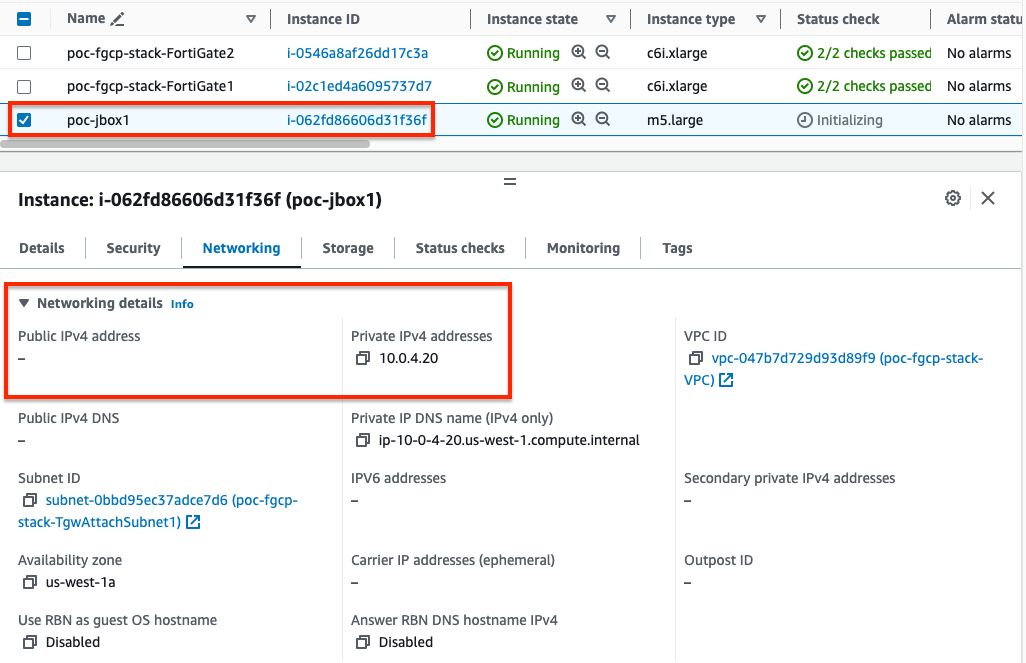 Name Instance ID Instance state Instance type Status check Alarm statu
poc-fgcp-stack-FortiGate2 i-0546a8af26dd17c3a Running c6i.xlarge 2/2 checks passed No alarms
poc-fgcp-stack-FortiGate1 i-02c1ed4a6095737d7 Running c6i.xlarge 2/2 checks passed No alarms
poc-jbox1 i-062fd86606d31f36f Running m5.large Initializing No alarms
Instance: i-062fd86606d31f36f (poc-jbox1)
Details Security Networking Storage Status checks Monitoring Tags
Networking details Info
Public IPv4 address Private IPv4 addresses VPC ID
– 10.0.4.20 vpc-047b7d729d93d89f9 (poc-fgcp-stack-
VPC)
Public IPv4 DNS Private IP DNS name (IPv4 only)
– ip-10-0-4-20.us-west-1.compute.internal
Subnet ID IPV6 addresses Secondary private IPv4 addresses
subnet-0bbd95ec37adce7d6 (poc-fgcp- – –
stack-TgwAttachSubnet1)
Availability zone Carrier IP addresses (ephemeral) Outpost ID
us-west-1a – –
Use RBN as guest OS hostname Answer RBN DNS hostname IPv4
Disabled Disabled